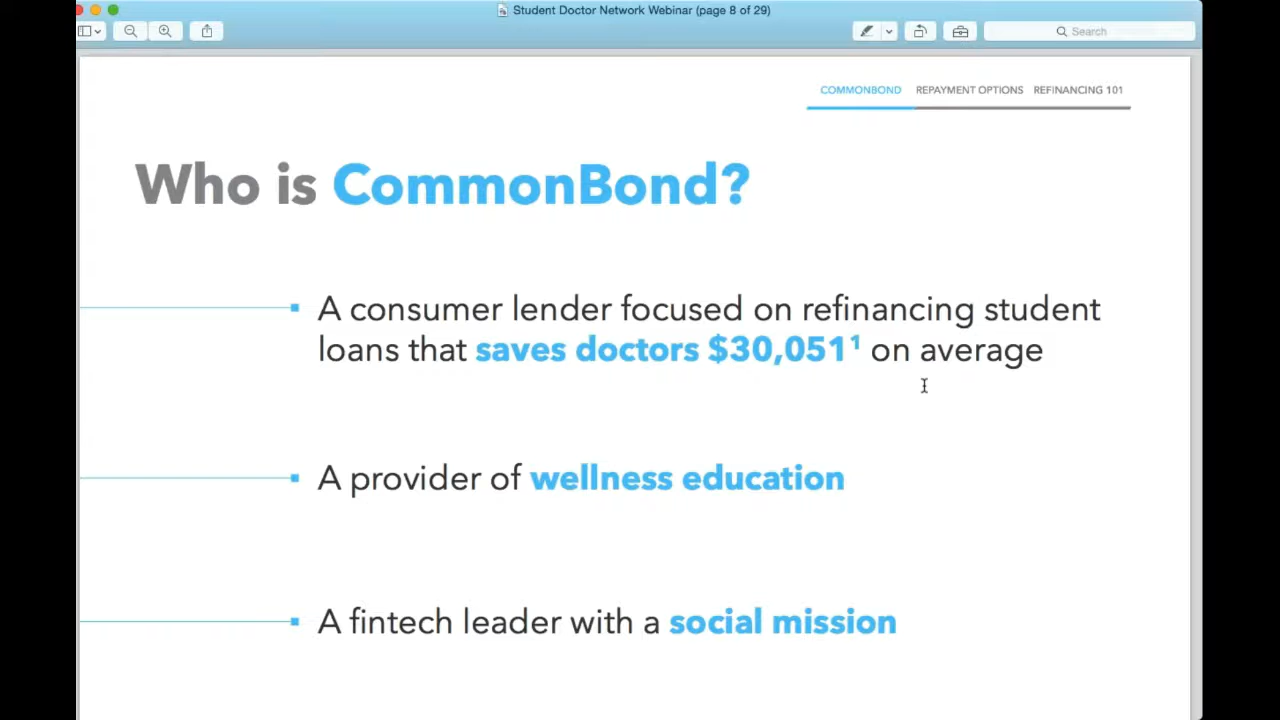 Student Doctor Network Webinar (page 8 of 29)
Search
COMMONBOND REPAYMENT OPTIONS REFINANCING 101
Who is CommonBond?
A consumer lender focused on refinancing student
loans that saves doctors $30,051¹ on average
A provider of wellness education
A fintech leader with a social mission